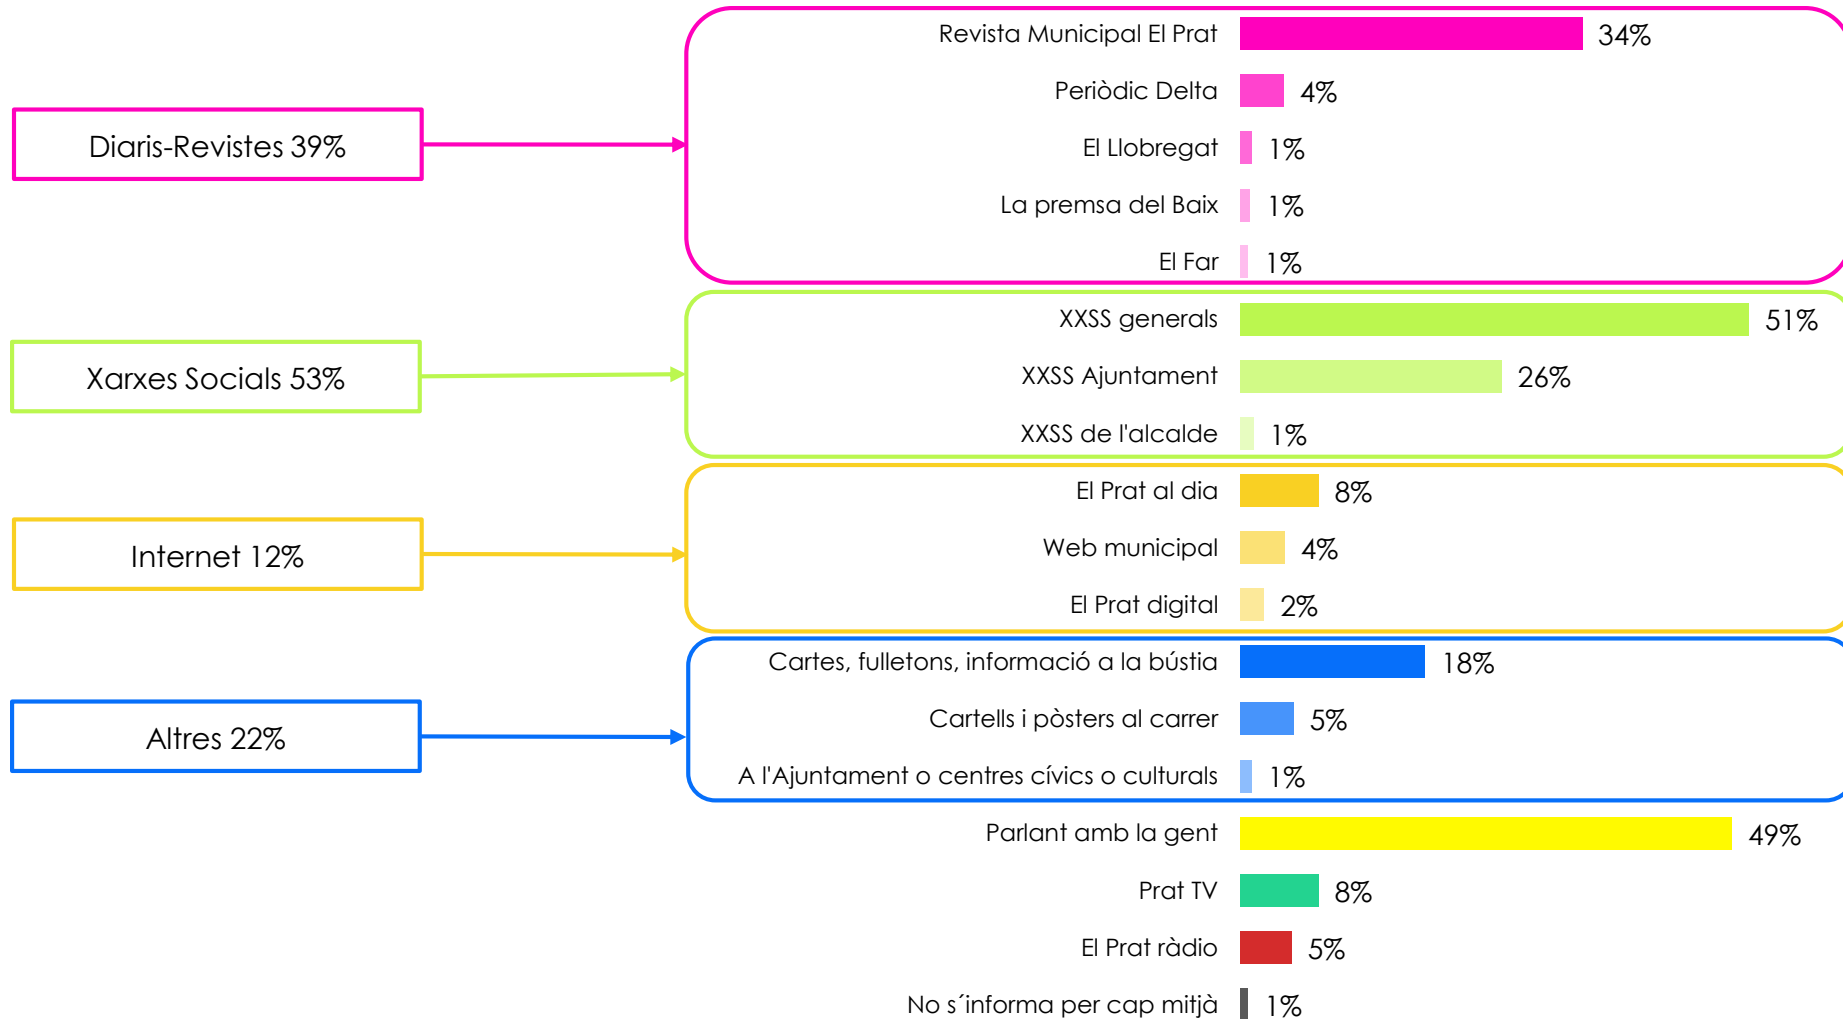 Revista Municipal El Prat 34%
Periòdic Delta 4%
Diaris-Revistes 39%
El Llobregat 1%
La premsa del Baix 1%
El Far 1%
XXSS generals 51%
Xarxes Socials 53%
XXSS Ajuntament 26%
XXSS de l'alcalde 1%
El Prat al dia 8%
Internet 12%
Web municipal 4%
El Prat digital 2%
Cartes, fulletons, informació a la bústia 18%
Altres 22%
Cartells i pòsters al carrer 5%
A l'Ajuntament o centres cívics o culturals 1%
Parlant amb la gent 49%
Prat TV 8%
El Prat ràdio 5%
No s´informa per cap mitjà 1%